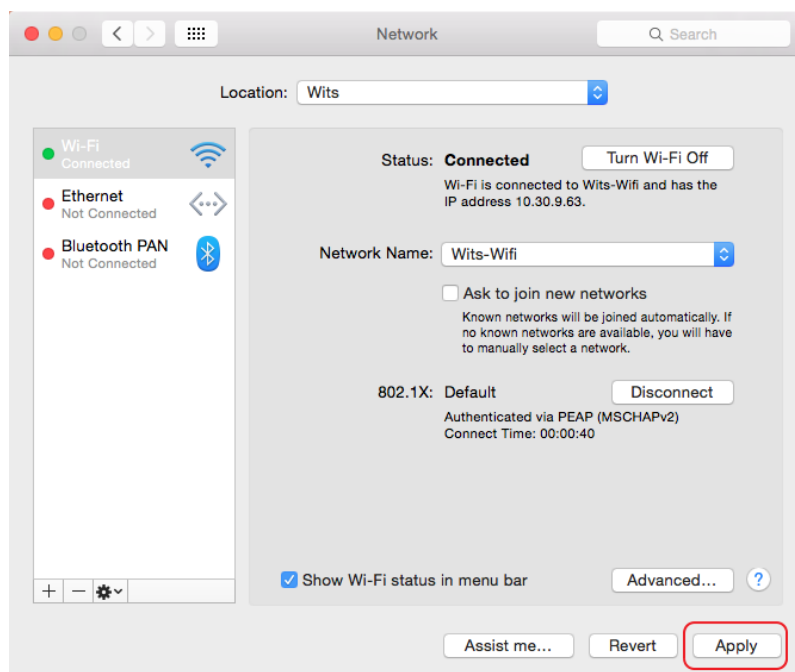 Network
Search
Location: Wits
Wi-Fi
Connected
Ethernet
Not Connected
Bluetooth PAN
Not Connected
Status: Connected
Turn Wi-Fi Off
Wi-Fi is connected to Wits-Wifi and has the
IP address 10.30.9.63.
Network Name: Wits-Wifi
Ask to join new networks
Known networks will be joined automatically. If
no known networks are available, you will have
to manually select a network.
802.1X: Default
Disconnect
Authenticated via PEAP (MSCHAPv2)
Connect Time: 00:00:40
Show Wi-Fi status in menu bar
Advanced...
?
Assist me...
Revert
Apply